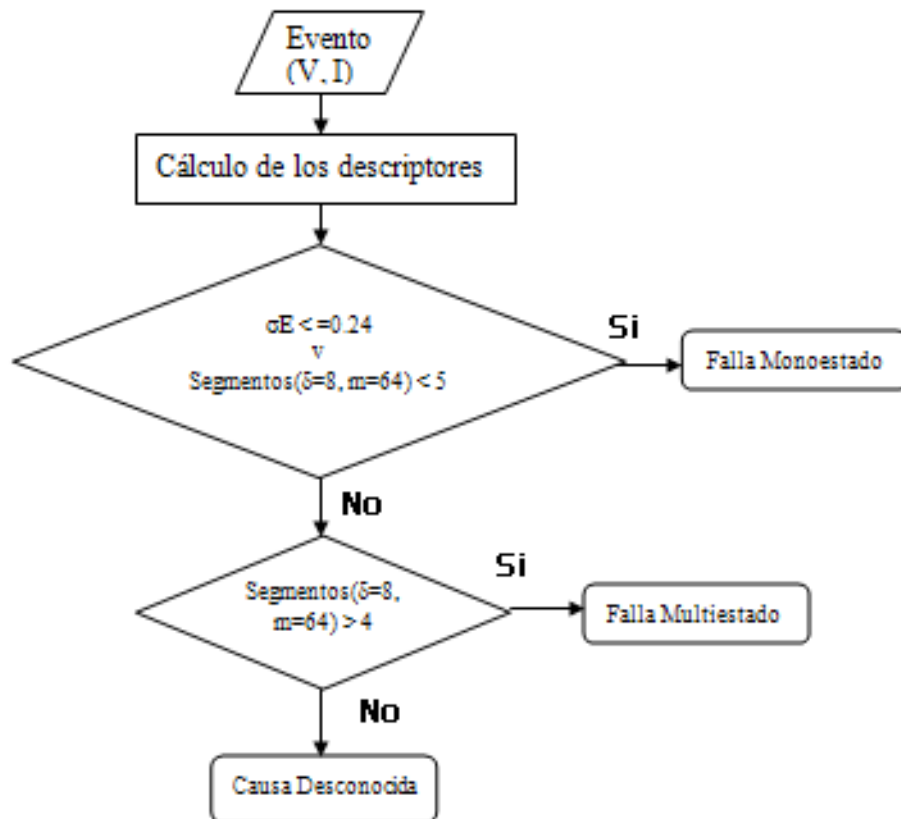 Evento
(V, I)
Cálculo de los descriptores
σE < =0.24
v
Segmentos(δ=8, m=64) < 5
Si
Falla Monoestado
No
Segmentos(δ=8,
m=64) > 4
Si
Falla Multiestado
No
Causa Desconocida